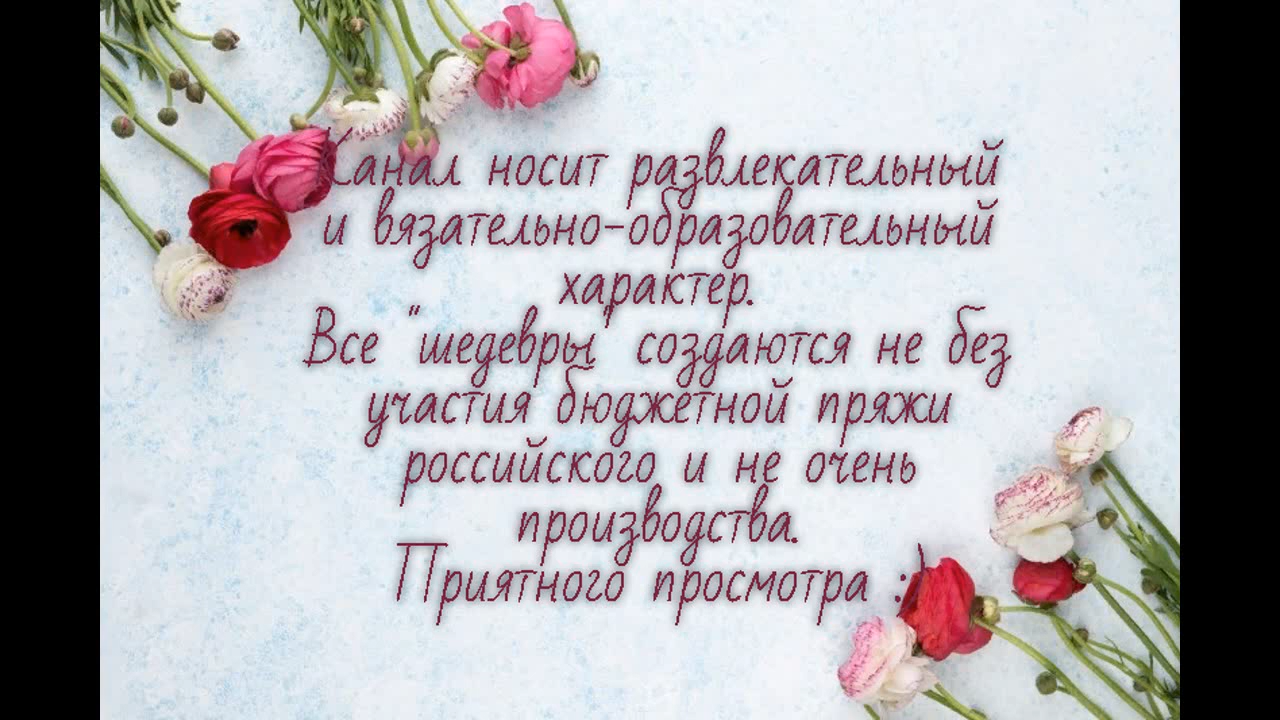 Канал носит развлекательный
и вязательно-образовательный
характер.
Все "шедевры" создаются не без
участия бюджетной пряжи
российского и не очень
производства.
Приятного просмотра :)